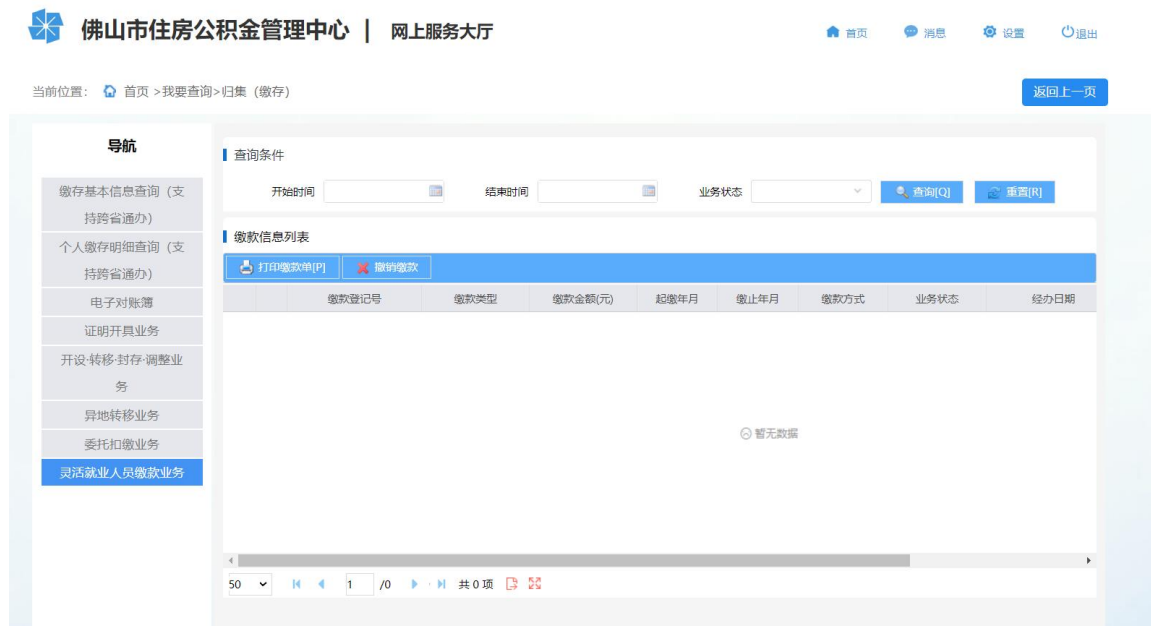 佛山市住房公积金管理中心 | 网上服务大厅
首页 消息 设置 退出
当前位置： 首页 >我要查询>归集（缴存）
返回上一页
导航
缴存基本信息查询（支
持跨省通办）
个人缴存明细查询（支
持跨省通办）
电子对账簿
证明开具业务
开设·转移·封存·调整业
务
异地转移业务
委托扣缴业务
灵活就业人员缴款业务
查询条件
开始时间 结束时间 业务状态 查询[Q] 重置[R]
缴款信息列表
打印缴款单[P] 撤销缴款
缴款登记号 缴款类型 缴款金额(元) 起缴年月 缴止年月 缴款方式 业务状态 经办日期
暂无数据
50 1 /0 共 0 项